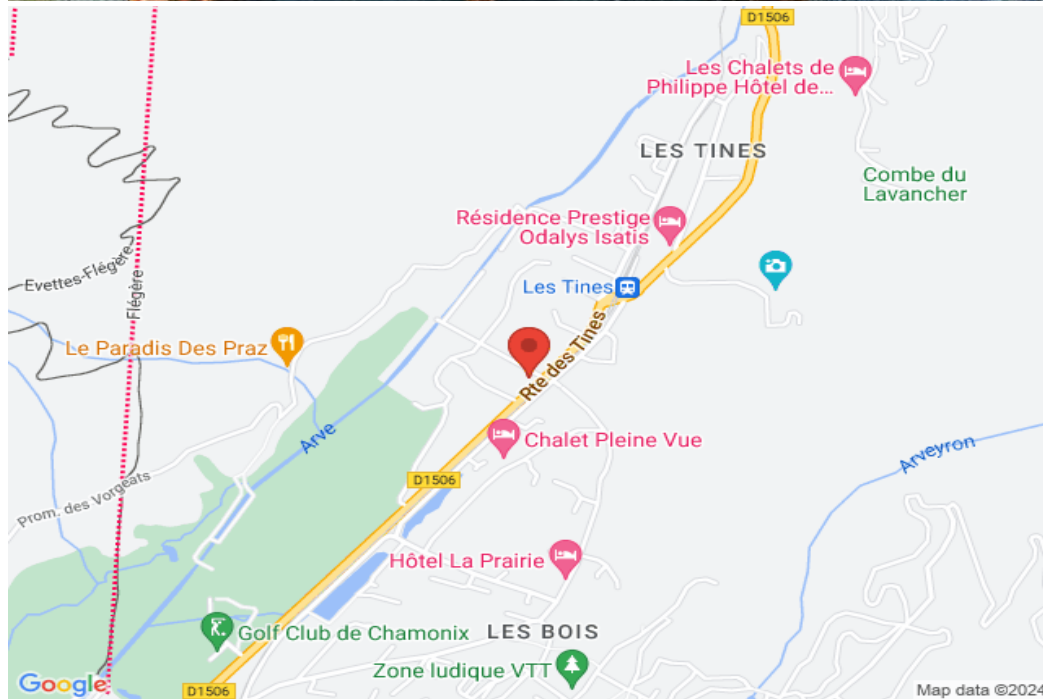 D1506
Les Chalets de
Philippe Hôtel de...
LES TINES
Combe du
Lavancher
Résidence Prestige
Odalys Isatis
Evettes-Flégère
Flégère
Les Tines
Le Paradis Des Praz
Rte des Tines
Arve
Chalet Pleine Vue
Arveyron
D1506
Prom. des Vorgeats
Hôtel La Prairie
Golf Club de Chamonix
LES BOIS
Zone ludique VTT
Google
D1506
Map data ©2024